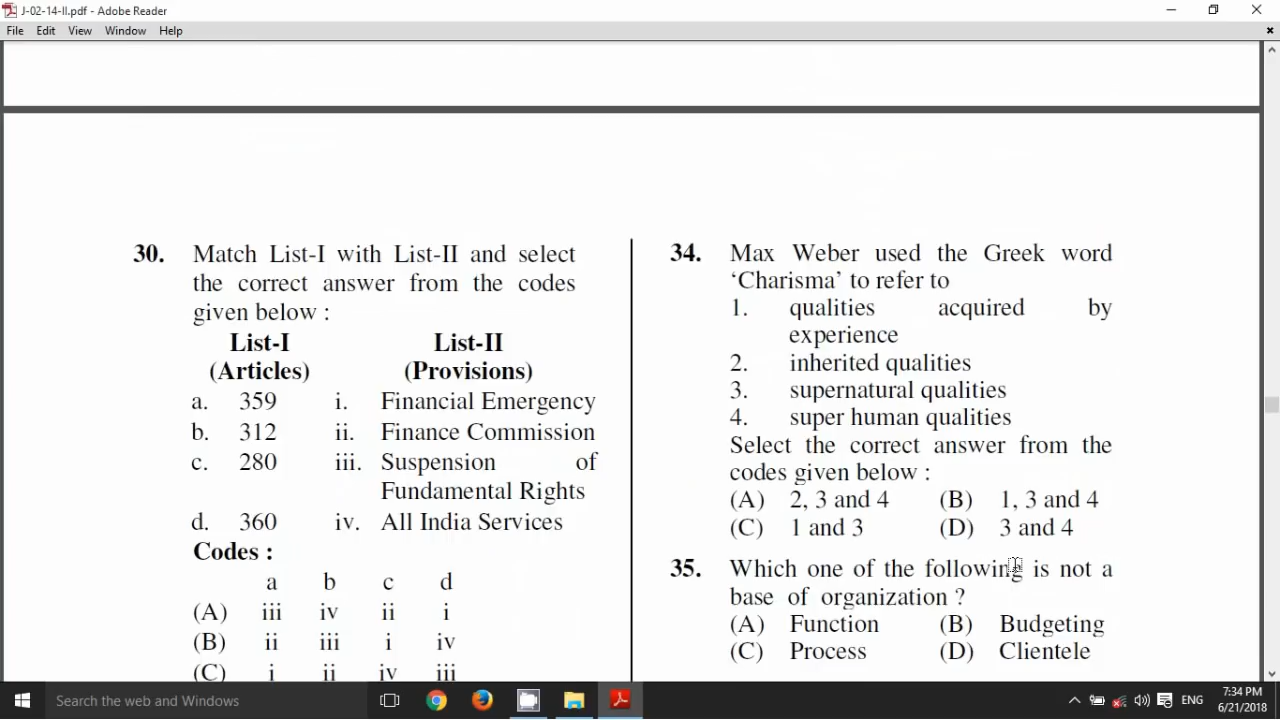 J-02-14-II.pdf - Adobe Reader
File Edit View Window Help
30. Match List-I with List-II and select
the correct answer from the codes
given below :
List-I List-II
(Articles) (Provisions)
a. 359 i. Financial Emergency
b. 312 ii. Finance Commission
c. 280 iii. Suspension of
Fundamental Rights
d. 360 iv. All India Services
Codes :
a b c d
(A) iii iv ii i
(B) ii iii i iv
(C) i ii iv iii
34. Max Weber used the Greek word
‘Charisma’ to refer to
1. qualities acquired by
experience
2. inherited qualities
3. supernatural qualities
4. super human qualities
Select the correct answer from the
codes given below :
(A) 2, 3 and 4 (B) 1, 3 and 4
(C) 1 and 3 (D) 3 and 4
35. Which one of the following is not a
base of organization ?
(A) Function (B) Budgeting
(C) Process (D) Clientele
Search the web and Windows
ENG
7:34 PM
6/21/2018